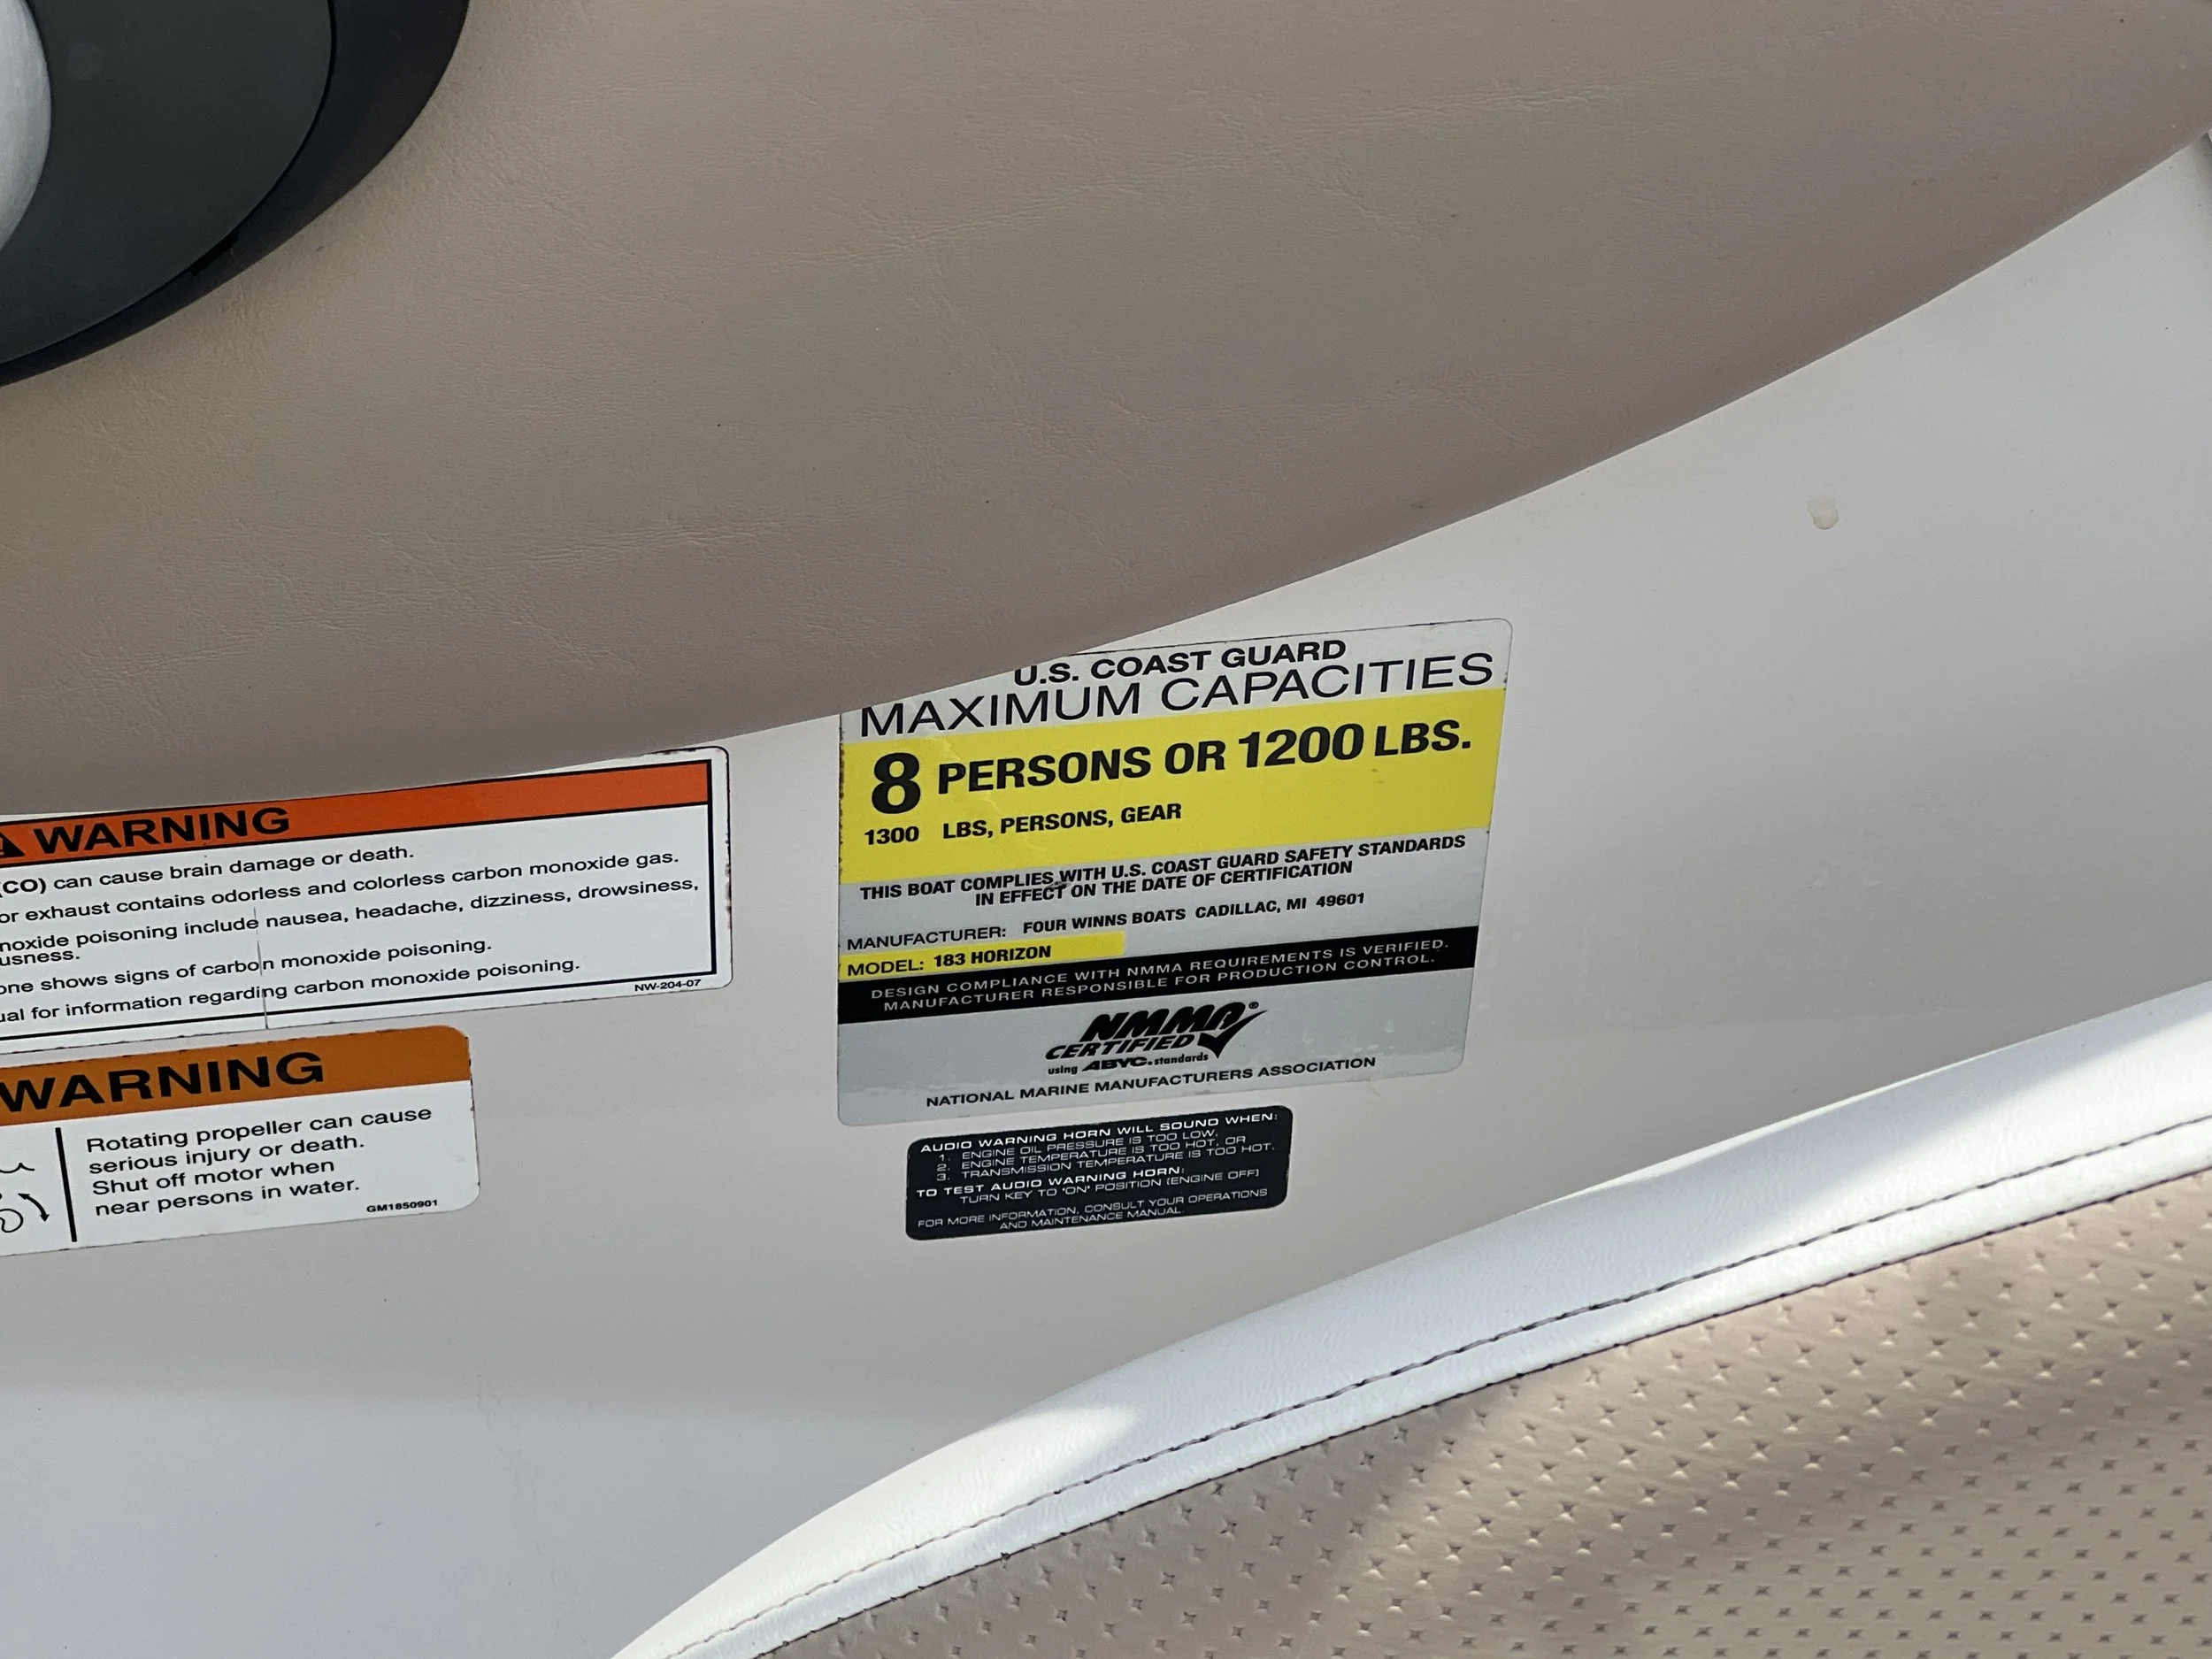 WARNING
(CO) can cause brain damage or death.
or exhaust contains odorless and colorless carbon monoxide gas.
noxide poisoning include nausea, headache, dizziness, drowsiness,
usness.
one shows signs of carbon monoxide poisoning.
ual for information regarding carbon monoxide poisoning.
NW-204-07
WARNING
Rotating propeller can cause
serious injury or death.
Shut off motor when
near persons in water.
GM1850901
U.S. COAST GUARD
MAXIMUM CAPACITIES
8 PERSONS OR 1200 LBS.
1300 LBS, PERSONS, GEAR
THIS BOAT COMPLIES WITH U.S. COAST GUARD SAFETY STANDARDS
IN EFFECT ON THE DATE OF CERTIFICATION
MANUFACTURER: FOUR WINNS BOATS CADILLAC, MI 49601
MODEL: 183 HORIZON
DESIGN COMPLIANCE WITH NMMA REQUIREMENTS IS VERIFIED.
MANUFACTURER RESPONSIBLE FOR PRODUCTION CONTROL.
NMMA®
CERTIFIED
using ABYC. standards
NATIONAL MARINE MANUFACTURERS ASSOCIATION
AUDIO WARNING HORN WILL SOUND WHEN:
1. ENGINE OIL PRESSURE IS TOO LOW.
2. ENGINE TEMPERATURE IS TOO HOT, OR
3. TRANSMISSION TEMPERATURE IS TOO HOT.
TO TEST AUDIO WARNING HORN:
TURN KEY TO "ON" POSITION (ENGINE OFF)
FOR MORE INFORMATION, CONSULT YOUR OPERATIONS
AND MAINTENANCE MANUAL.